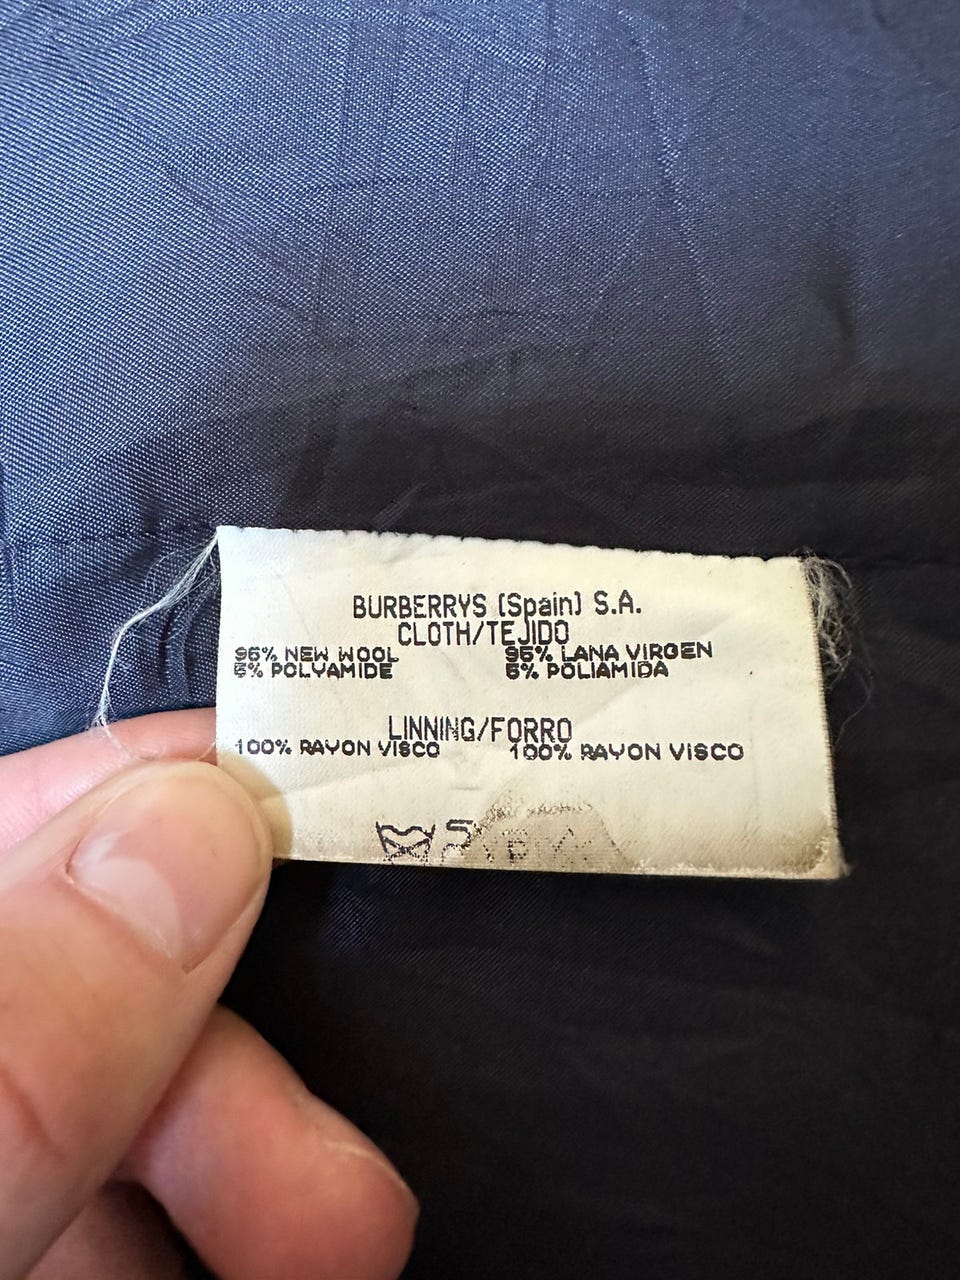 BURBERRYS (Spain) S.A.
CLOTH/TEJIDO
95% NEW WOOL 95% LANA VIRGEN
5% POLYAMIDE 5% POLIAMIDA
LINNING/FORRO
100% RAYON VISCO 100% RAYON VISCO